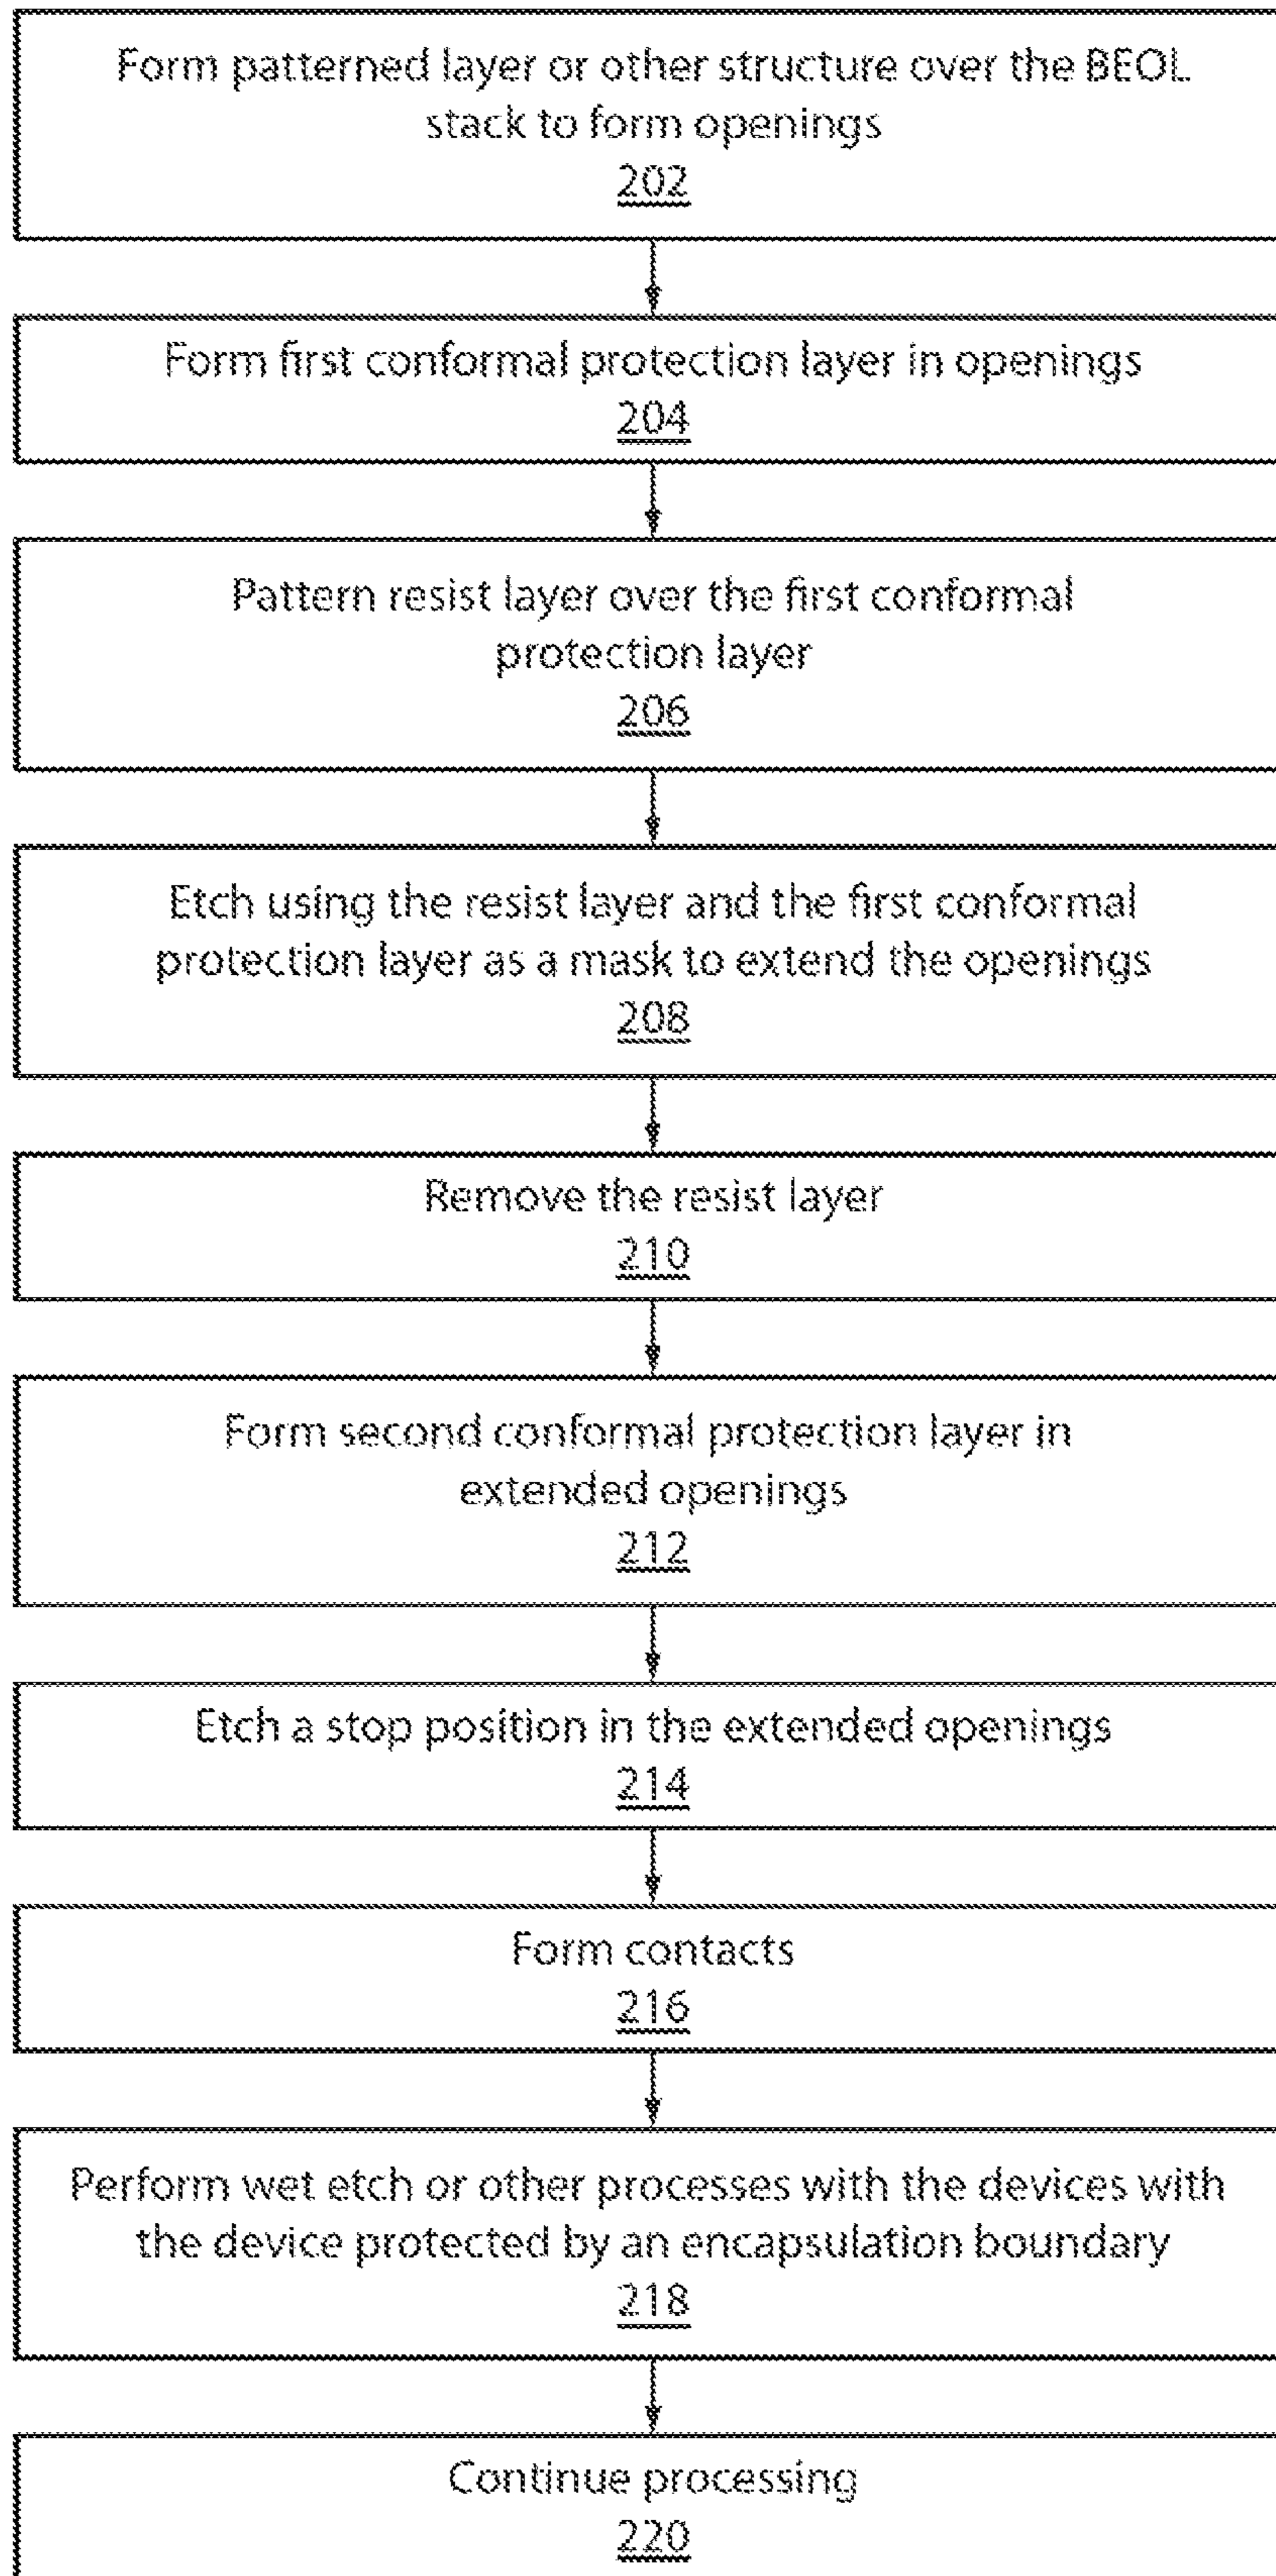 Form patterned layer or other structure over the BEOL
stack to form openings
202
Form first conformal protection layer in openings
204
Pattern resist layer over the first conformal
protection layer
206
Etch using the resist layer and the first conformal
protection layer as a mask to extend the openings
208
Remove the resist layer
210
Form second conformal protection layer in
extended openings
212
Etch a stop position in the extended openings
214
Form contacts
216
Perform wet etch or other processes with the devices with
the device protected by an encapsulation boundary
218
Continue processing
220